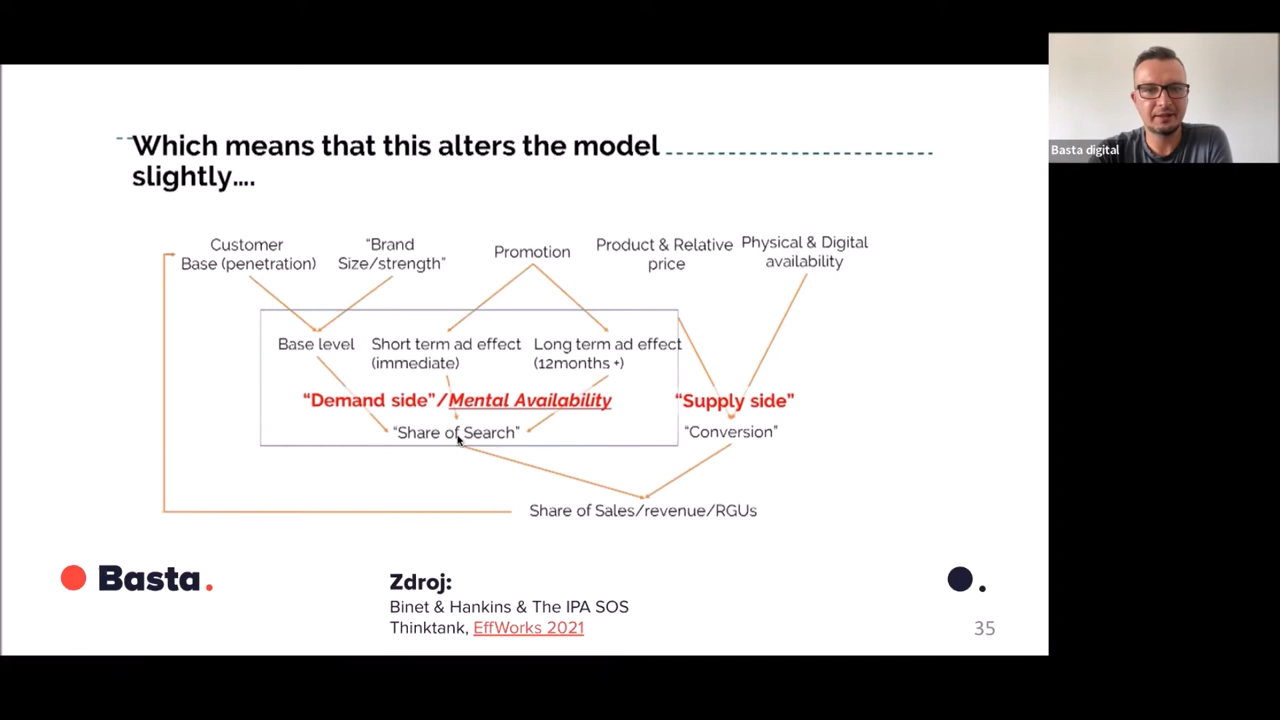 Which means that this alters the model
slightly....
Customer
Base (penetration)
“Brand
Size/strength”
Promotion
Product & Relative
price
Physical & Digital
availability
Base level
Short term ad effect
(immediate)
Long term ad effect
(12months +)
“Demand side”/Mental Availability
“Supply side”
“Share of Search”
“Conversion”
Share of Sales/revenue/RGUs
Basta.
Zdroj:
Binet & Hankins & The IPA SOS
Thinktank, EffWorks 2021
35
Basta digital